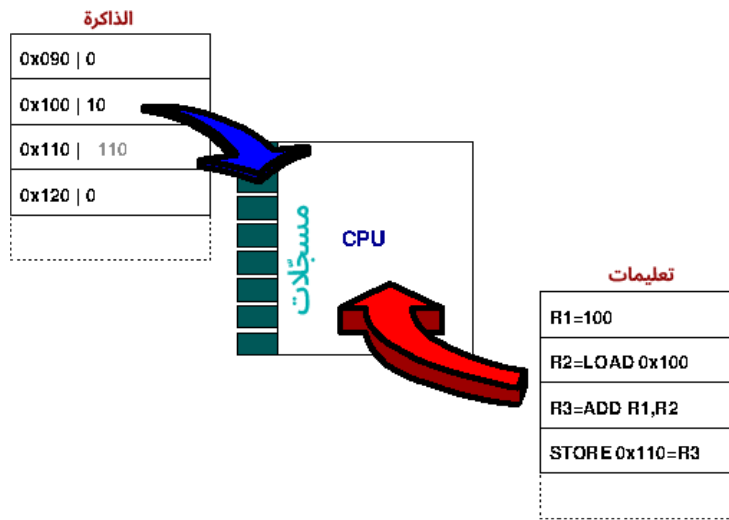 الذاكرة
0x090 | 0
0x100 | 10
0x110 | 110
0x120 | 0
مسجّلات
CPU
تعليمات
R1=100
R2=LOAD 0x100
R3=ADD R1,R2
STORE 0x110=R3